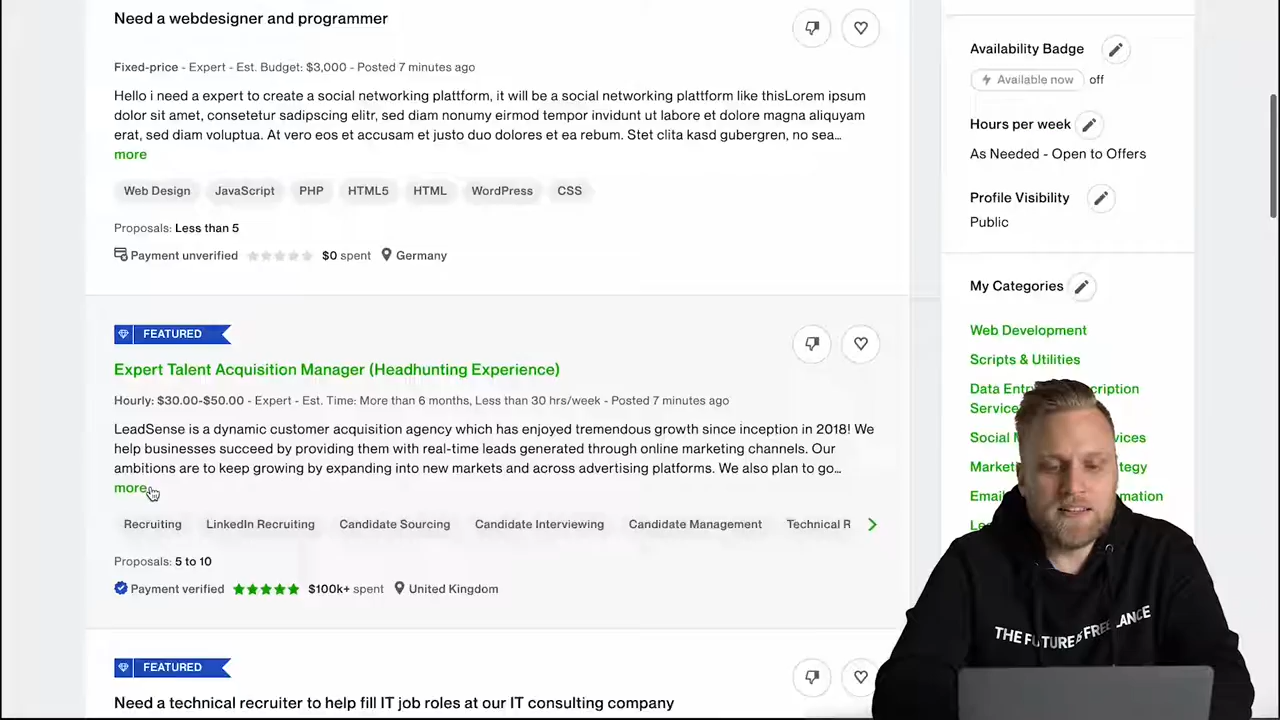 Need a webdesigner and programmer
Fixed-price - Expert - Est. Budget: $3,000 - Posted 7 minutes ago
Hello i need a expert to create a social networking plattform, it will be a social networking plattform like thisLorem ipsum
dolor sit amet, consetetur sadipscing elitr, sed diam nonumy eirmod tempor invidunt ut labore et dolore magna aliquyam
erat, sed diam voluptua. At vero eos et accusam et justo duo dolores et ea rebum. Stet clita kasd gubergren, no sea…
more
Web Design JavaScript PHP HTML5 HTML WordPress CSS
Proposals: Less than 5
Payment unverified $0 spent Germany
FEATURED
Expert Talent Acquisition Manager (Headhunting Experience)
Hourly: $30.00-$50.00 - Expert - Est. Time: More than 6 months, Less than 30 hrs/week - Posted 7 minutes ago
LeadSense is a dynamic customer acquisition agency which has enjoyed tremendous growth since inception in 2018! We
help businesses succeed by providing them with real-time leads generated through online marketing channels. Our
ambitions are to keep growing by expanding into new markets and across advertising platforms. We also plan to go…
more
Recruiting LinkedIn Recruiting Candidate Sourcing Candidate Interviewing Candidate Management Technical R
Proposals: 5 to 10
Payment verified $100k+ spent United Kingdom
FEATURED
Need a technical recruiter to help fill IT job roles at our IT consulting company
Availability Badge
Available now off
Hours per week
As Needed - Open to Offers
Profile Visibility
Public
My Categories
Web Development
Scripts & Utilities
Data
Social
THE FUTURE IS FREELANCE